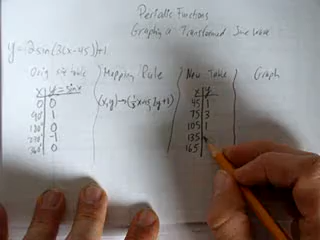 Periodic Functions
Graphing a Transformed Sine Wave
y=2sin(3(x-45))+1
Orig. sine table
Mapping Rule
New Table
Graph
x | y=sinx
0 | 0
90 | 1
180 | 0
270 | -1
360 | 0
(x,y)→(⅓x+45, 2y+1)
x | y
45 | 1
75 | 3
105 | 1
135
165